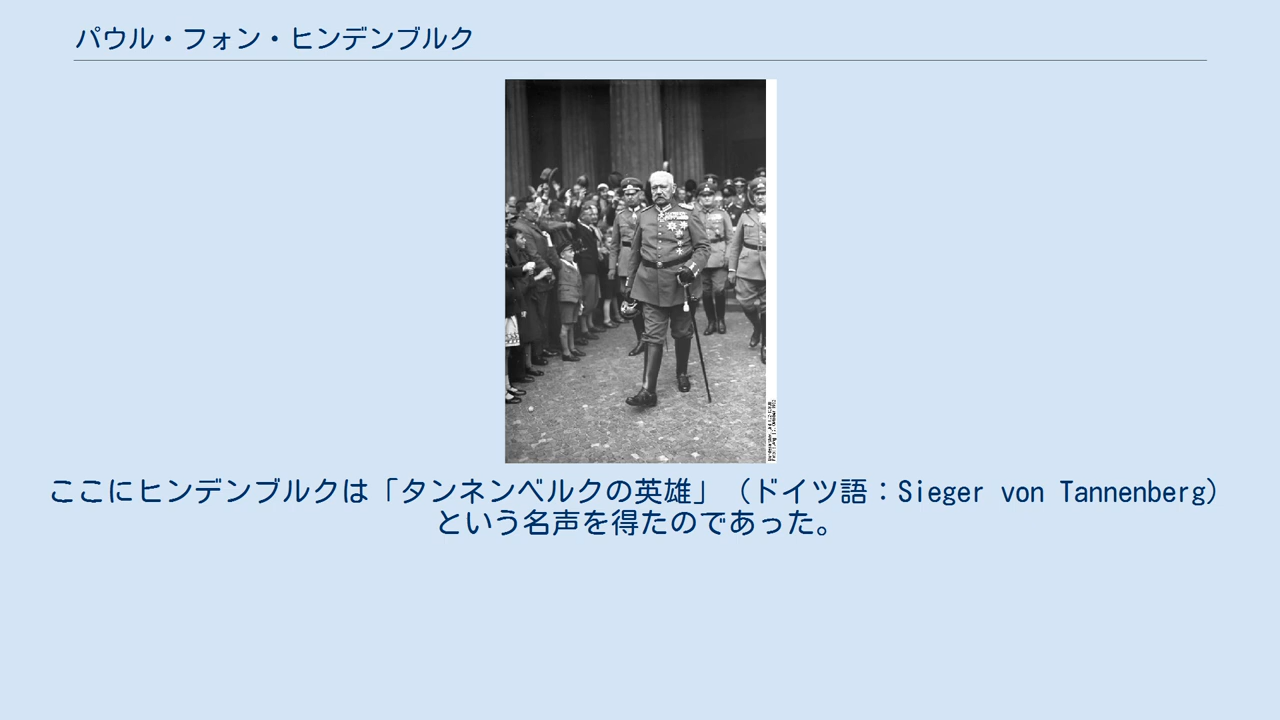 パウル・フォン・ヒンデンブルク
ここにヒンデンブルクは「タンネンベルクの英雄」（ドイツ語：Sieger von Tannenberg）
という名声を得たのであった。